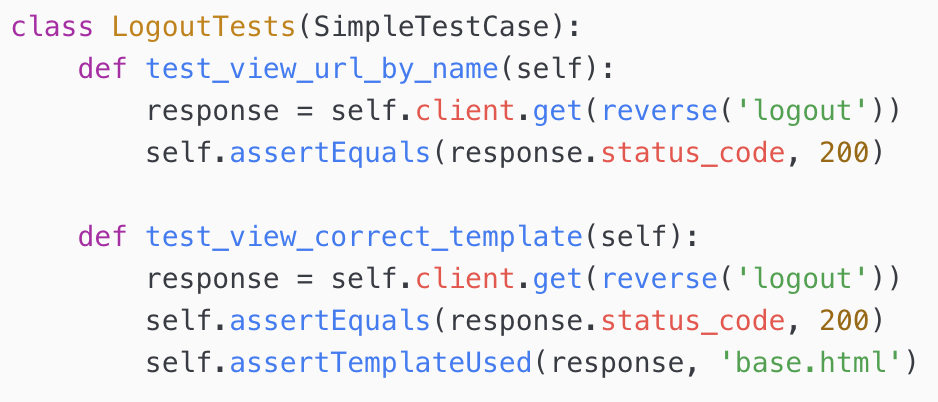 class LogoutTests(SimpleTestCase):
    def test_view_url_by_name(self):
        response = self.client.get(reverse('logout'))
        self.assertEquals(response.status_code, 200)

    def test_view_correct_template(self):
        response = self.client.get(reverse('logout'))
        self.assertEquals(response.status_code, 200)
        self.assertTemplateUsed(response, 'base.html')